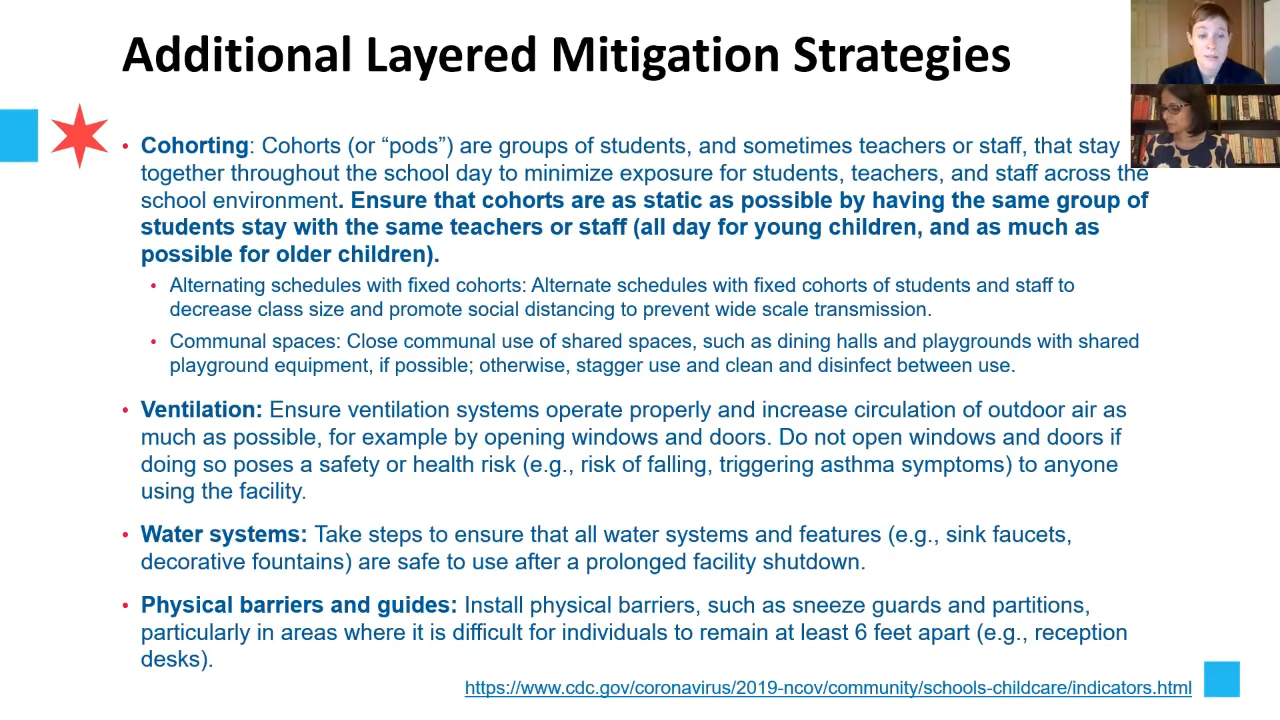 Additional Layered Mitigation Strategies
• Cohorting: Cohorts (or “pods”) are groups of students, and sometimes teachers or staff, that stay
together throughout the school day to minimize exposure for students, teachers, and staff across the
school environment. Ensure that cohorts are as static as possible by having the same group of
students stay with the same teachers or staff (all day for young children, and as much as
possible for older children).
• Alternating schedules with fixed cohorts: Alternate schedules with fixed cohorts of students and staff to
decrease class size and promote social distancing to prevent wide scale transmission.
• Communal spaces: Close communal use of shared spaces, such as dining halls and playgrounds with shared
playground equipment, if possible; otherwise, stagger use and clean and disinfect between use.
• Ventilation: Ensure ventilation systems operate properly and increase circulation of outdoor air as
much as possible, for example by opening windows and doors. Do not open windows and doors if
doing so poses a safety or health risk (e.g., risk of falling, triggering asthma symptoms) to anyone
using the facility.
• Water systems: Take steps to ensure that all water systems and features (e.g., sink faucets,
decorative fountains) are safe to use after a prolonged facility shutdown.
• Physical barriers and guides: Install physical barriers, such as sneeze guards and partitions,
particularly in areas where it is difficult for individuals to remain at least 6 feet apart (e.g., reception
desks).
https://www.cdc.gov/coronavirus/2019-ncov/community/schools-childcare/indicators.html